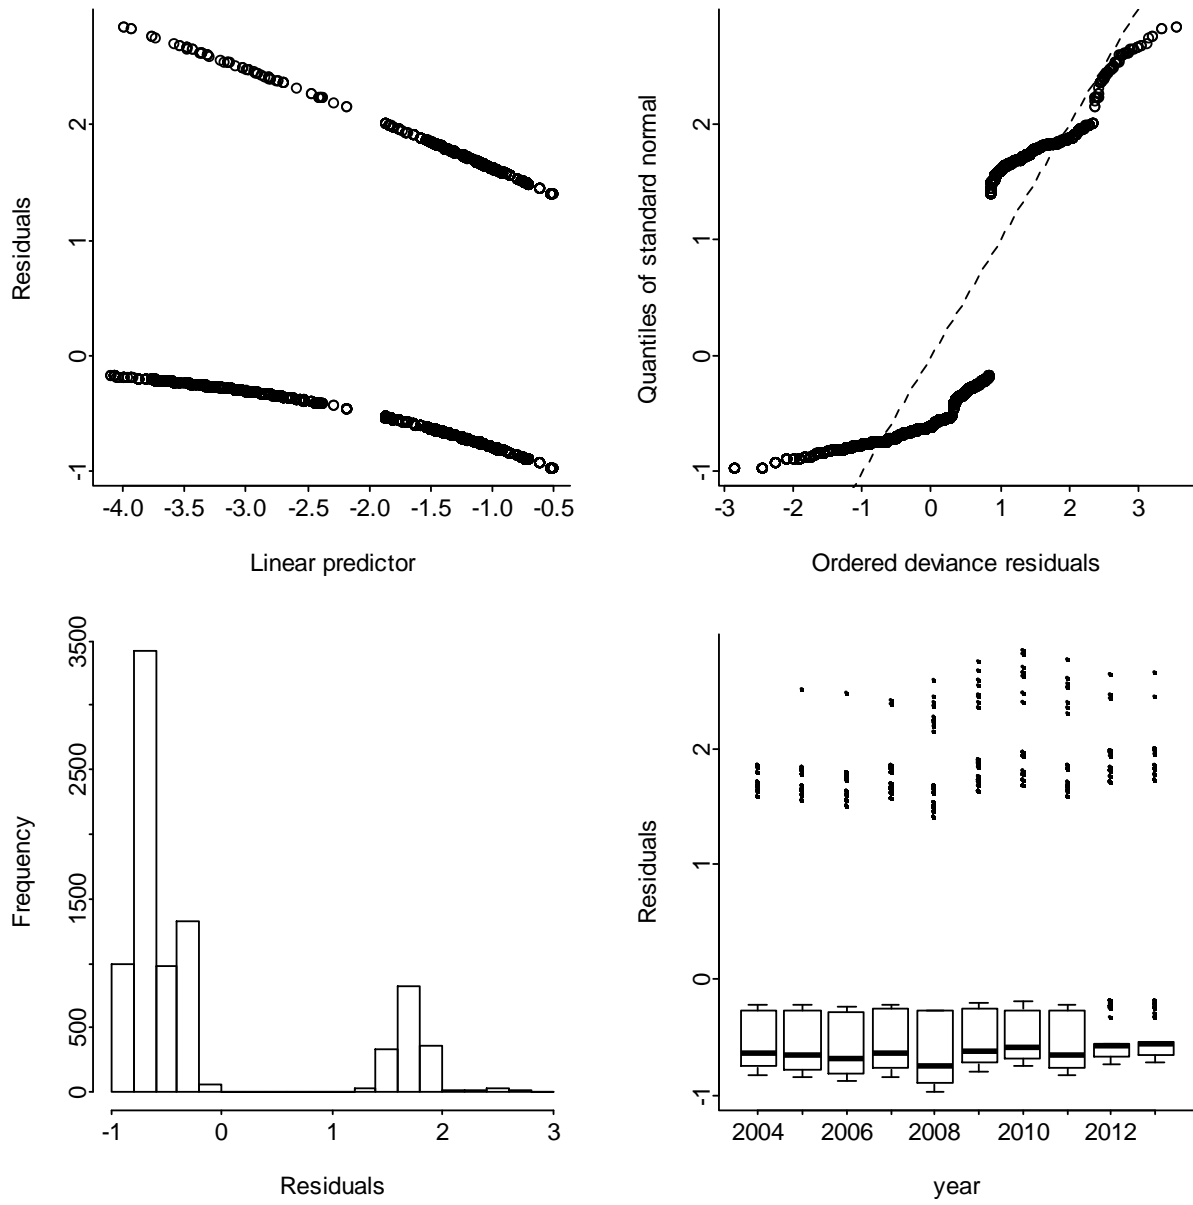 Residuals
2
1
0
-1
-4.0 -3.5 -3.0 -2.5 -2.0 -1.5 -1.0 -0.5
Linear predictor
Quantiles of standard normal
2
1
0
-1
-3 -2 -1 0 1 2 3
Ordered deviance residuals
Frequency
3500
2500
1500
500
0
-1 0 1 2 3
Residuals
Residuals
2
1
0
-1
2004 2006 2008 2010 2012
year